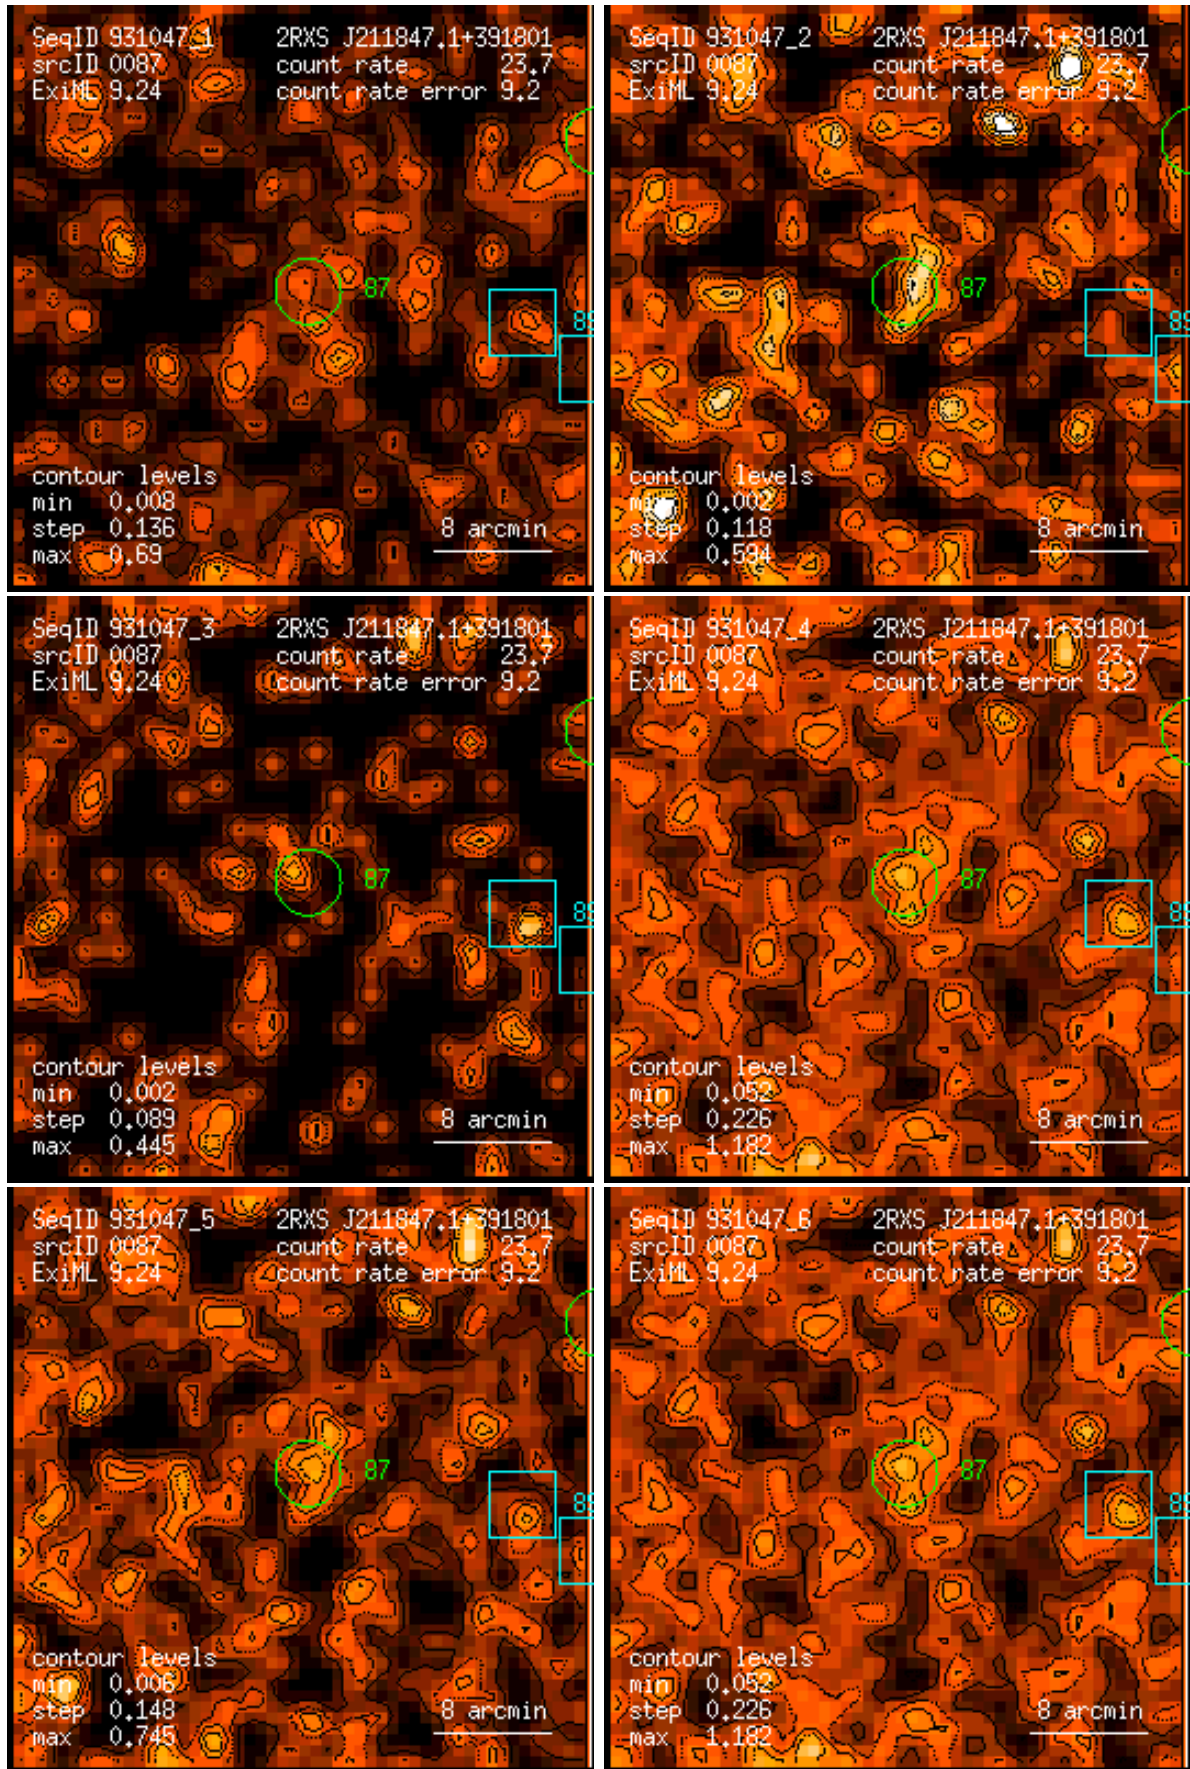 SeqID 931047_1 2RXS J211847.1+391801
srcID 0087 count rate 23.7
ExiML 9.24 count rate error 9.2
87
89
contour levels
min 0.008
step 0.136 8 arcmin
max 0.69
SeqID 931047_2 2RXS J211847.1+391801
srcID 0087 count rate 23.7
ExiML 9.24 count rate error 9.2
87
89
contour levels
min 0.002
step 0.118 8 arcmin
max 0.594
SeqID 931047_3 2RXS J211847.1+391801
srcID 0087 count rate 23.7
ExiML 9.24 count rate error 9.2
87
89
contour levels
min 0.002
step 0.089 8 arcmin
max 0.445
SeqID 931047_4 2RXS J211847.1+391801
srcID 0087 count rate 23.7
ExiML 9.24 count rate error 9.2
87
89
contour levels
min 0.052
step 0.226 8 arcmin
max 1.182
SeqID 931047_5 2RXS J211847.1+391801
srcID 0087 count rate 23.7
ExiML 9.24 count rate error 9.2
87
89
contour levels
min 0.006
step 0.148 8 arcmin
max 0.745
SeqID 931047_6 2RXS J211847.1+391801
srcID 0087 count rate 23.7
ExiML 9.24 count rate error 9.2
87
89
contour levels
min 0.052
step 0.226 8 arcmin
max 1.182